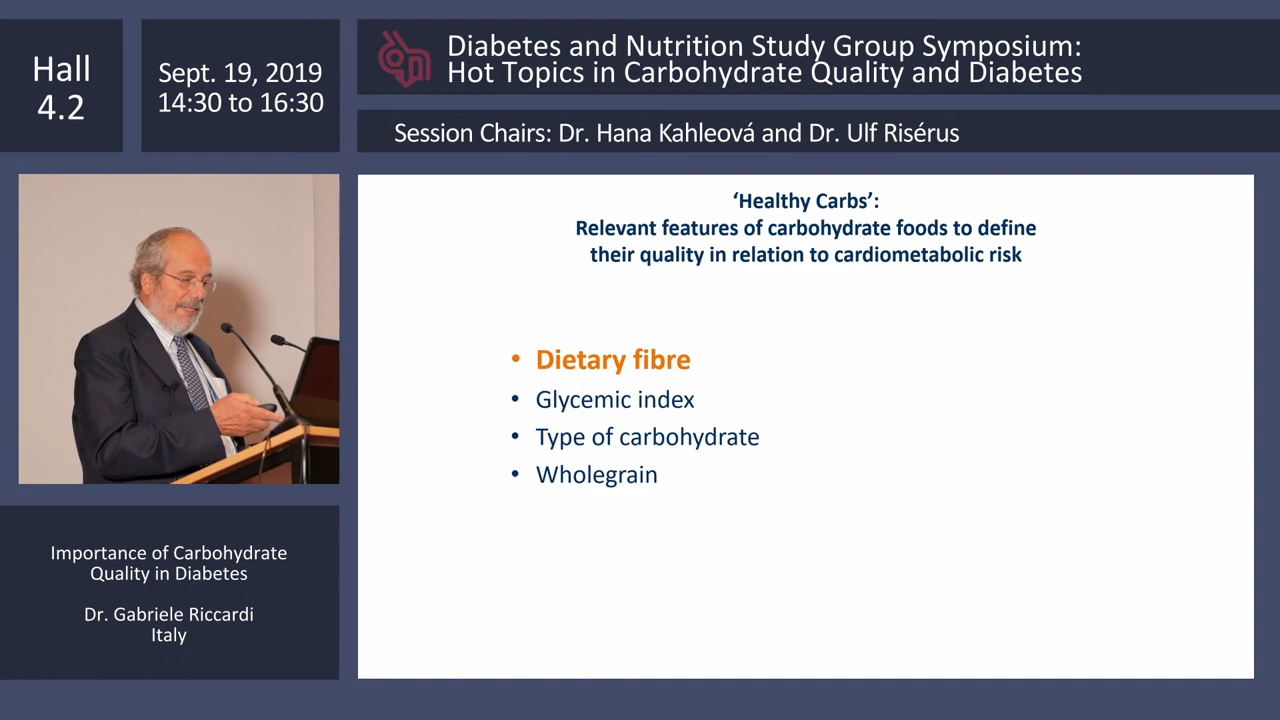 Hall
4.2
Sept. 19, 2019
14:30 to 16:30
Diabetes and Nutrition Study Group Symposium:
Hot Topics in Carbohydrate Quality and Diabetes
Session Chairs: Dr. Hana Kahleová and Dr. Ulf Risérus
‘Healthy Carbs’:
Relevant features of carbohydrate foods to define
their quality in relation to cardiometabolic risk
• Dietary fibre
• Glycemic index
• Type of carbohydrate
• Wholegrain
Importance of Carbohydrate
Quality in Diabetes
Dr. Gabriele Riccardi
Italy